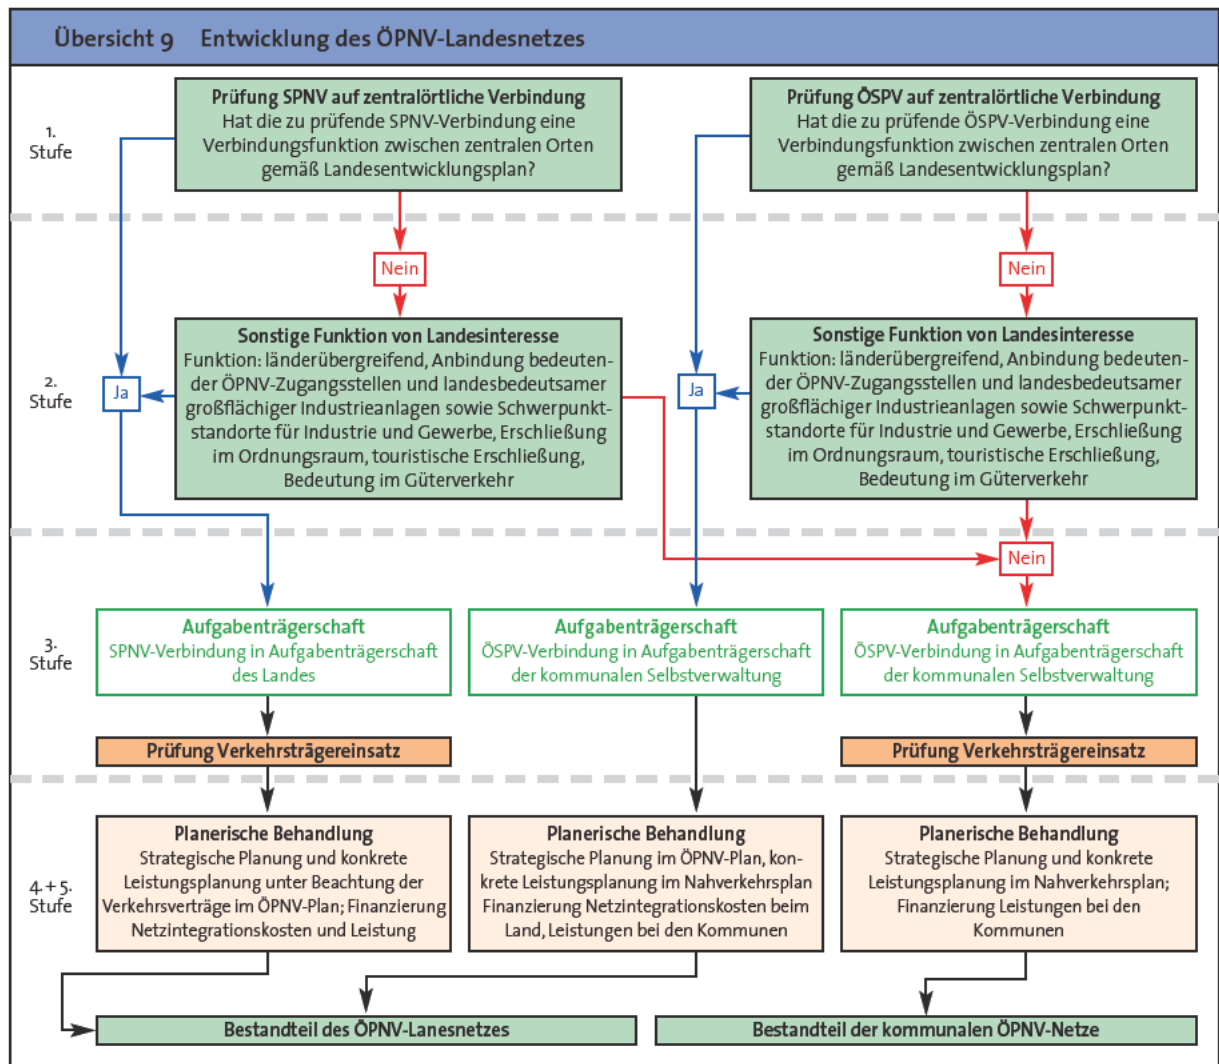 Übersicht 9 Entwicklung des ÖPNV-Landesnetzes
1.
Stufe
Prüfung SPNV auf zentralörtliche Verbindung
Hat die zu prüfende SPNV-Verbindung eine
Verbindungsfunktion zwischen zentralen Orten
gemäß Landesentwicklungsplan?
Prüfung ÖSPV auf zentralörtliche Verbindung
Hat die zu prüfende ÖSPV-Verbindung eine
Verbindungsfunktion zwischen zentralen Orten
gemäß Landesentwicklungsplan?
Nein
Nein
2.
Stufe
Ja
Sonstige Funktion von Landesinteresse
Funktion: länderübergreifend, Anbindung bedeuten-
der ÖPNV-Zugangsstellen und landesbedeutsamer
großflächiger Industrieanlagen sowie Schwerpunkt-
standorte für Industrie und Gewerbe, Erschließung
im Ordnungsraum, touristische Erschließung,
Bedeutung im Güterverkehr
Ja
Sonstige Funktion von Landesinteresse
Funktion: länderübergreifend, Anbindung bedeuten-
der ÖPNV-Zugangsstellen und landesbedeutsamer
großflächiger Industrieanlagen sowie Schwerpunkt-
standorte für Industrie und Gewerbe, Erschließung
im Ordnungsraum, touristische Erschließung,
Bedeutung im Güterverkehr
Nein
3.
Stufe
Aufgabenträgerschaft
SPNV-Verbindung in Aufgabenträgerschaft
des Landes
Aufgabenträgerschaft
ÖSPV-Verbindung in Aufgabenträgerschaft
der kommunalen Selbstverwaltung
Aufgabenträgerschaft
ÖSPV-Verbindung in Aufgabenträgerschaft
der kommunalen Selbstverwaltung
Prüfung Verkehrsträgereinsatz
Prüfung Verkehrsträgereinsatz
4. + 5.
Stufe
Planerische Behandlung
Strategische Planung und konkrete
Leistungsplanung unter Beachtung der
Verkehrsverträge im ÖPNV-Plan; Finanzierung
Netzintegrationskosten und Leistung
Planerische Behandlung
Strategische Planung im ÖPNV-Plan, kon-
krete Leistungsplanung im Nahverkehrsplan
Finanzierung Netzintegrationskosten beim
Land, Leistungen bei den Kommunen
Planerische Behandlung
Strategische Planung und konkrete
Leistungsplanung im Nahverkehrsplan;
Finanzierung Leistungen bei den
Kommunen
Bestandteil des ÖPNV-Lanesnetzes
Bestandteil der kommunalen ÖPNV-Netze